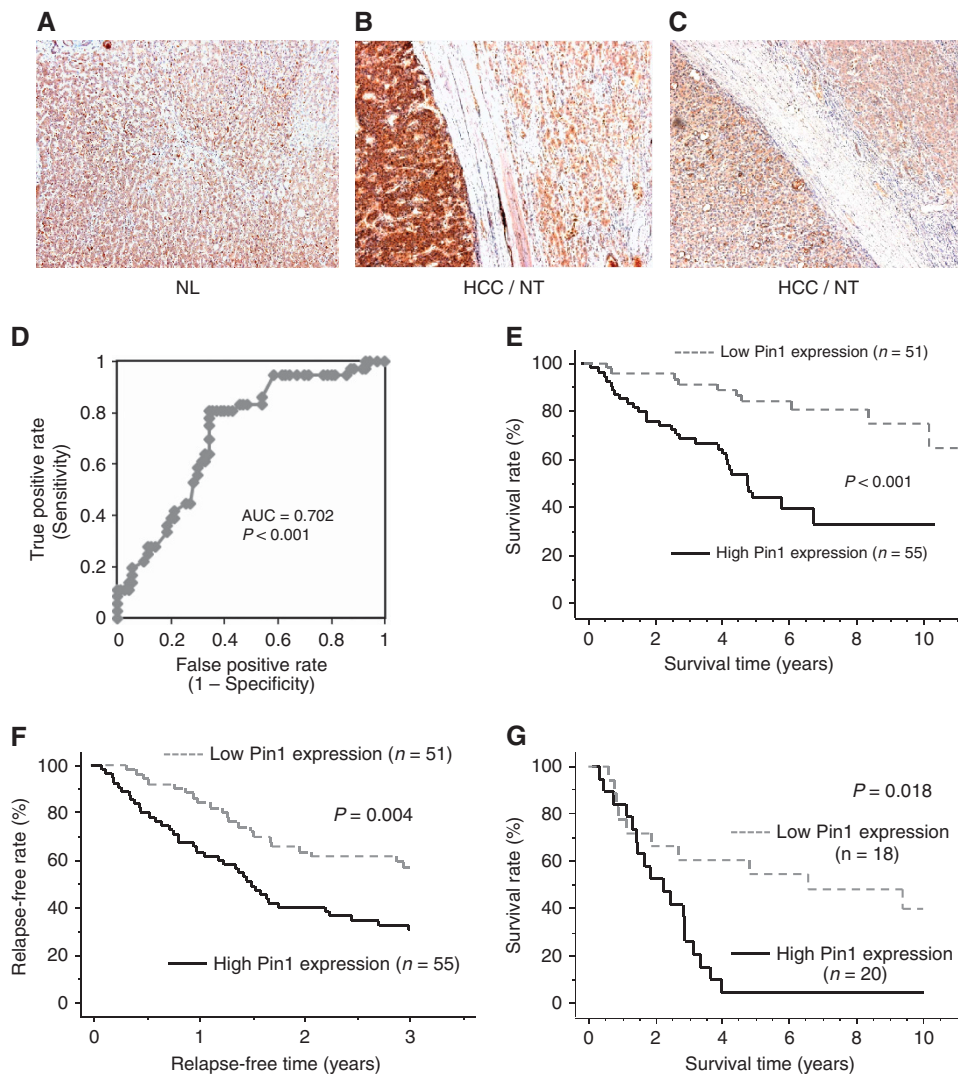 A
B
C
NL
HCC / NT
HCC / NT
D
1
0.8
0.6
0.4
0.2
0
0
0.2
0.4
0.6
0.8
1
True positive rate
(Sensitivity)
AUC = 0.702
P < 0.001
False positive rate
(1 – Specificity)
E
100
80
60
40
20
0
0
2
4
6
8
10
Survival rate (%)
Low Pin1 expression (n = 51)
P < 0.001
High Pin1 expression (n = 55)
Survival time (years)
F
100
80
60
40
20
0
0
1
2
3
Relapse-free rate (%)
Low Pin1 expression (n = 51)
P = 0.004
High Pin1 expression (n = 55)
Relapse-free time (years)
G
100
80
60
40
20
0
0
2
4
6
8
10
Survival rate (%)
P = 0.018
Low Pin1 expression
(n = 18)
High Pin1 expression
(n = 20)
Survival time (years)